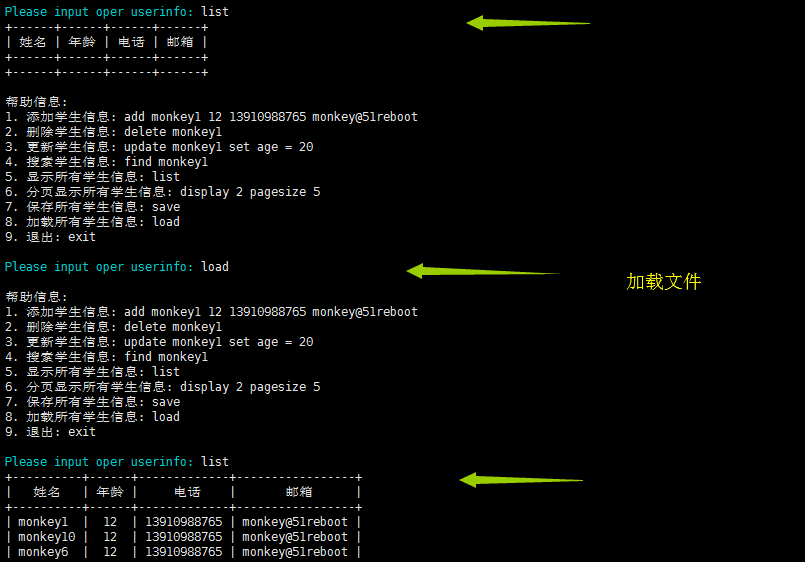 Please input oper userinfo: list
+------+------+------+------+
| 姓名 | 年龄 | 电话 | 邮箱 |
+------+------+------+------+
+------+------+------+------+
帮助信息:
1. 添加学生信息: add monkey1 12 13910988765 monkey@51reboot
2. 删除学生信息: delete monkey1
3. 更新学生信息: update monkey1 set age = 20
4. 搜索学生信息: find monkey1
5. 显示所有学生信息: list
6. 分页显示所有学生信息: display 2 pagesize 5
7. 保存所有学生信息: save
8. 加载所有学生信息: load
9. 退出: exit
Please input oper userinfo: load
加载文件
帮助信息:
1. 添加学生信息: add monkey1 12 13910988765 monkey@51reboot
2. 删除学生信息: delete monkey1
3. 更新学生信息: update monkey1 set age = 20
4. 搜索学生信息: find monkey1
5. 显示所有学生信息: list
6. 分页显示所有学生信息: display 2 pagesize 5
7. 保存所有学生信息: save
8. 加载所有学生信息: load
9. 退出: exit
Please input oper userinfo: list
+----------+------+-------------+-----------------+
|   姓名   | 年龄 |     电话    |       邮箱      |
+----------+------+-------------+-----------------+
| monkey1  |  12  | 13910988765 | monkey@51reboot |
| monkey10 |  12  | 13910988765 | monkey@51reboot |
| monkey6  |  12  | 13910988765 | monkey@51reboot |